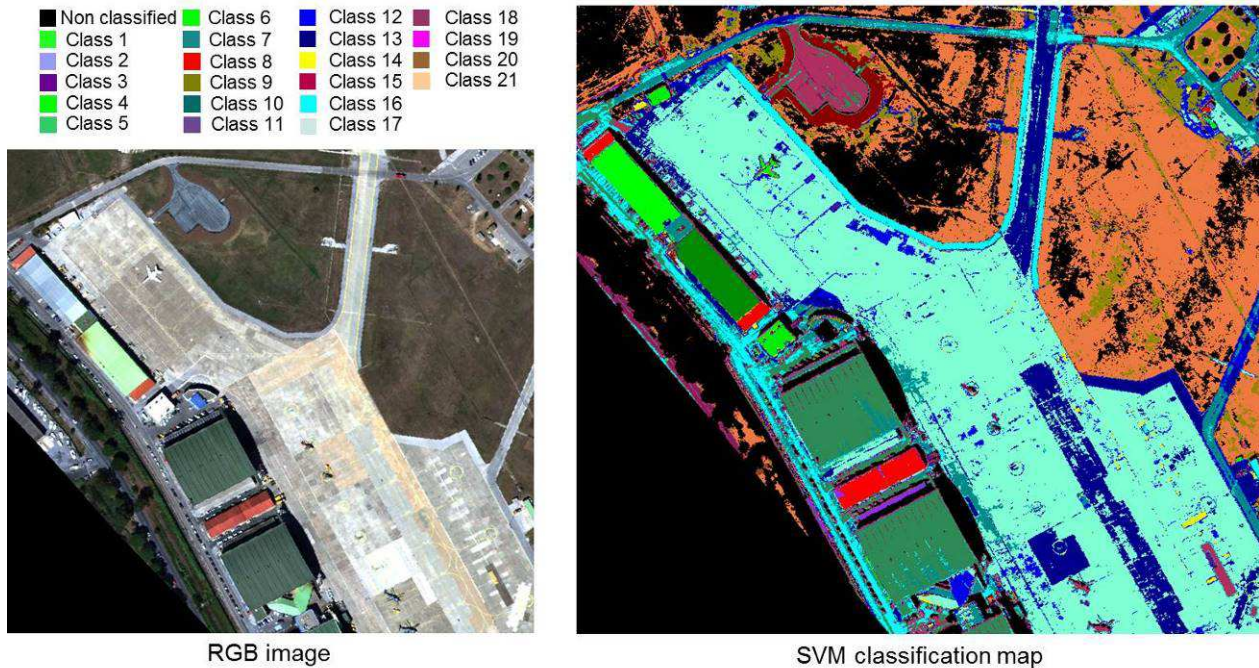 Non classified
Class 1
Class 2
Class 3
Class 4
Class 5
Class 6
Class 7
Class 8
Class 9
Class 10
Class 11
Class 12
Class 13
Class 14
Class 15
Class 16
Class 17
Class 18
Class 19
Class 20
Class 21
RGB image
SVM classification map